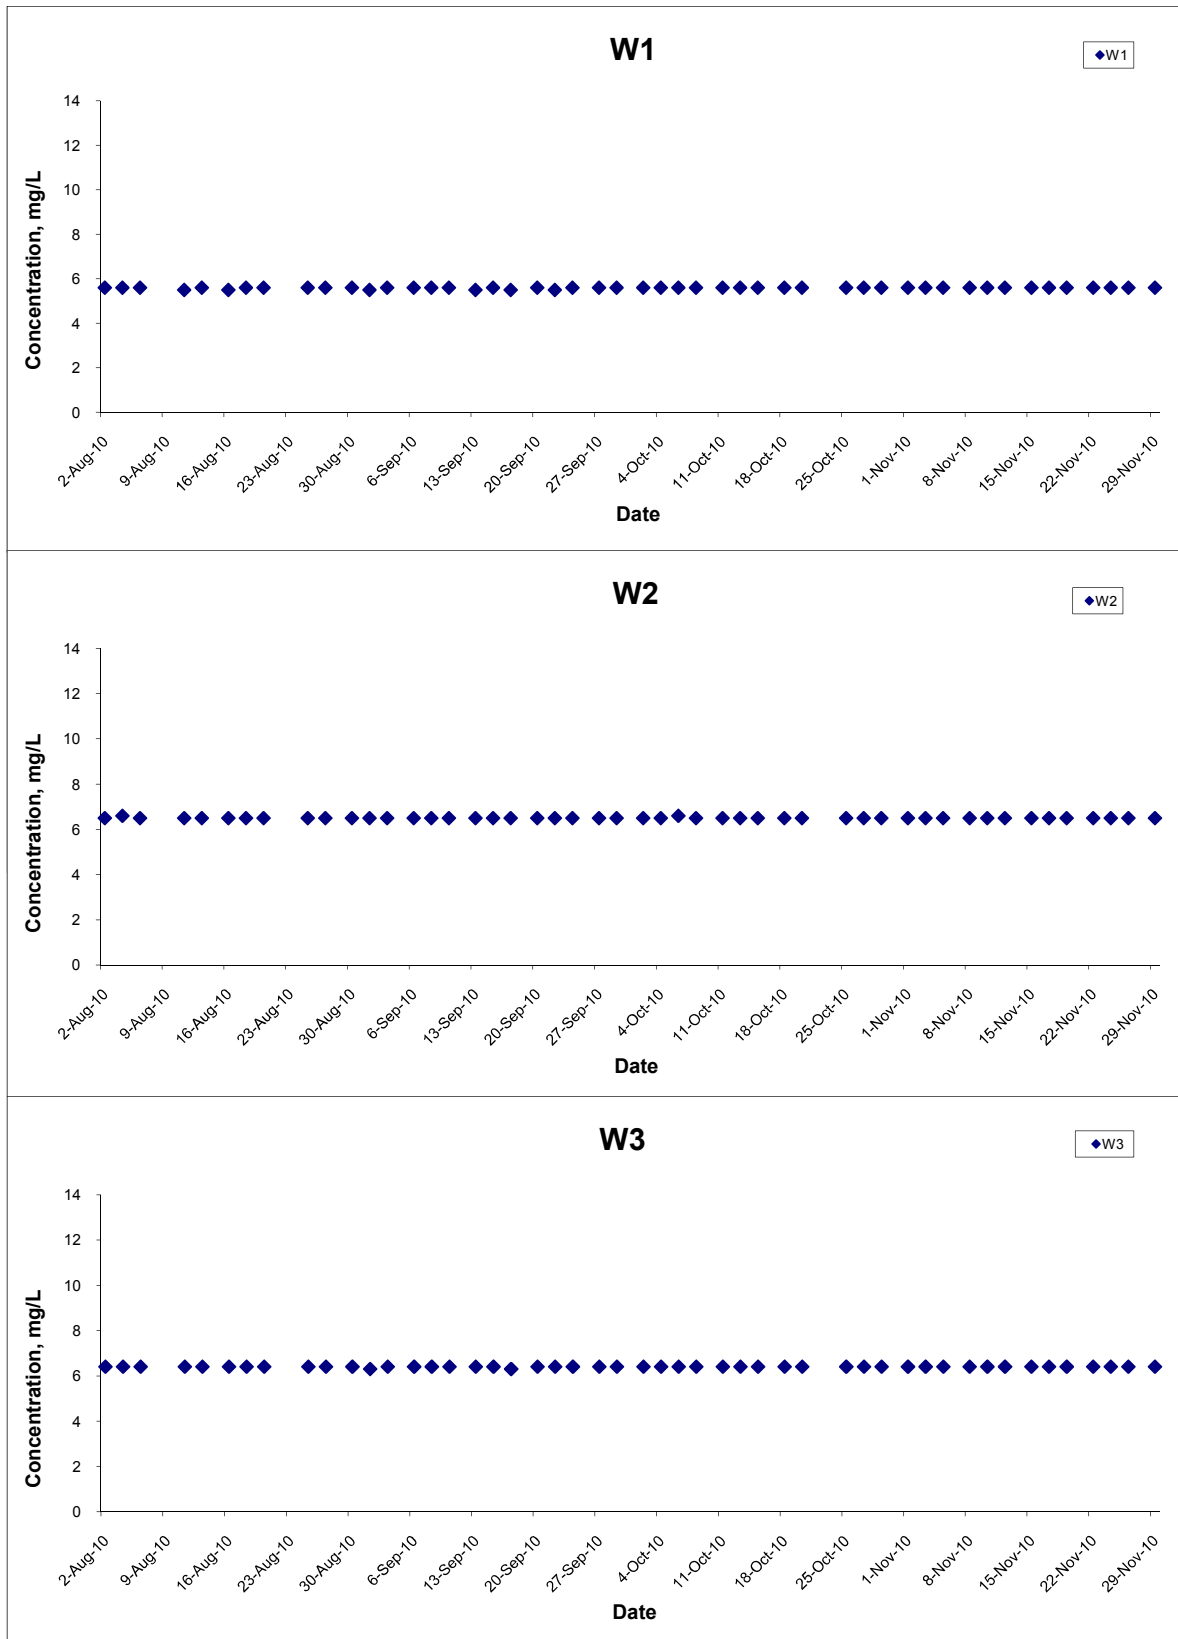 W1
W1
14
12
10
8
6
4
2
0
Concentration, mg/L
2-Aug-10
9-Aug-10
16-Aug-10
23-Aug-10
30-Aug-10
6-Sep-10
13-Sep-10
20-Sep-10
27-Sep-10
4-Oct-10
11-Oct-10
18-Oct-10
25-Oct-10
1-Nov-10
8-Nov-10
15-Nov-10
22-Nov-10
29-Nov-10
Date
W2
W2
14
12
10
8
6
4
2
0
Concentration, mg/L
2-Aug-10
9-Aug-10
16-Aug-10
23-Aug-10
30-Aug-10
6-Sep-10
13-Sep-10
20-Sep-10
27-Sep-10
4-Oct-10
11-Oct-10
18-Oct-10
25-Oct-10
1-Nov-10
8-Nov-10
15-Nov-10
22-Nov-10
29-Nov-10
Date
W3
W3
14
12
10
8
6
4
2
0
Concentration, mg/L
2-Aug-10
9-Aug-10
16-Aug-10
23-Aug-10
30-Aug-10
6-Sep-10
13-Sep-10
20-Sep-10
27-Sep-10
4-Oct-10
11-Oct-10
18-Oct-10
25-Oct-10
1-Nov-10
8-Nov-10
15-Nov-10
22-Nov-10
29-Nov-10
Date